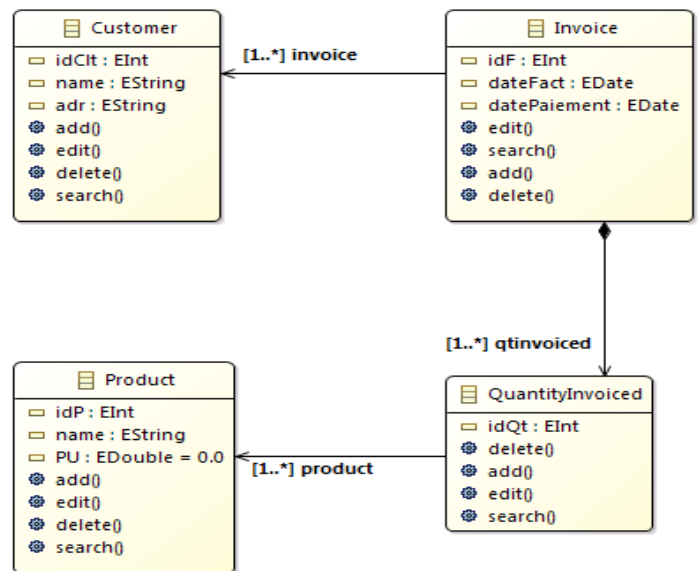 Customer
idClt : EInt
name : EString
adr : EString
add()
edit()
delete()
search()
[1..*] invoice
Invoice
idF : EInt
dateFact : EDate
datePaiement : EDate
edit()
search()
add()
delete()
[1..*] qtinvoiced
Product
idP : EInt
name : EString
PU : EDouble = 0.0
add()
edit()
delete()
search()
[1..*] product
QuantityInvoiced
idQt : EInt
delete()
add()
edit()
search()